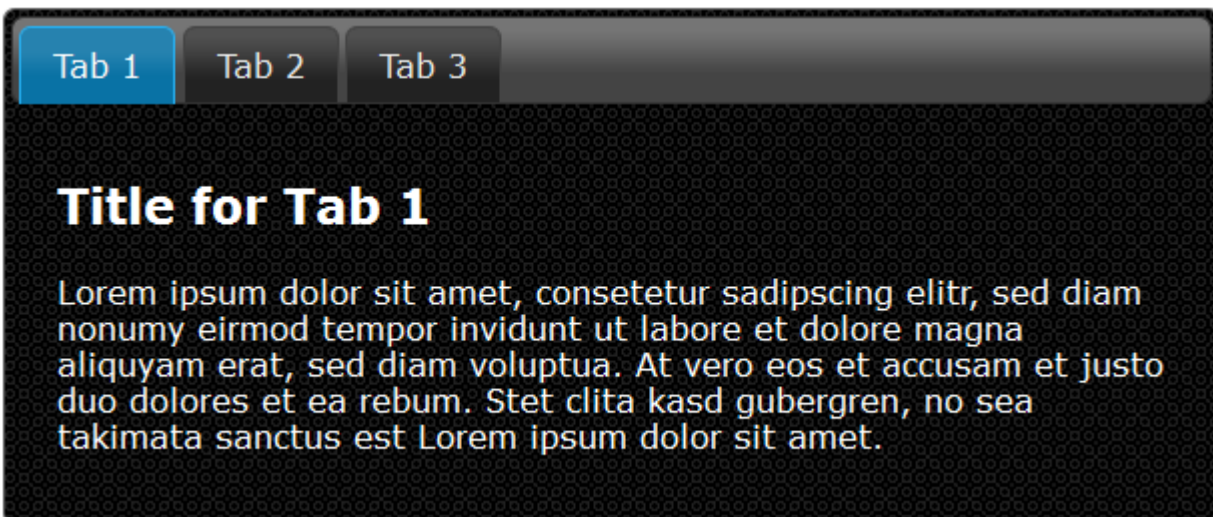 Tab 1 Tab 2 Tab 3
Title for Tab 1
Lorem ipsum dolor sit amet, consetetur sadipscing elitr, sed diam
nonumy eirmod tempor invidunt ut labore et dolore magna
aliquyam erat, sed diam voluptua. At vero eos et accusam et justo
duo dolores et ea rebum. Stet clita kasd gubergren, no sea
takimata sanctus est Lorem ipsum dolor sit amet.